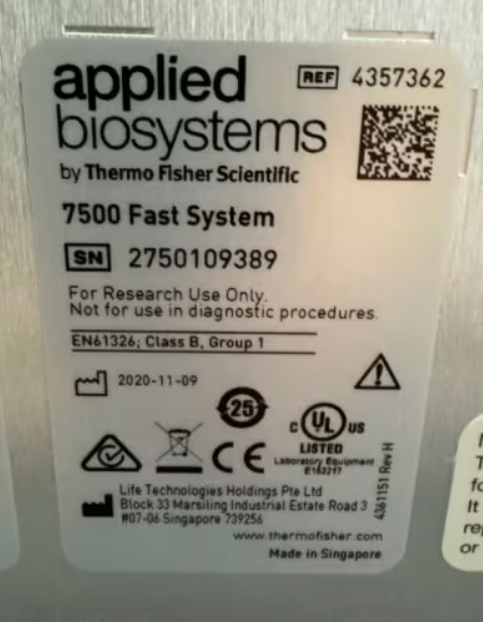 applied
biosystems
by Thermo Fisher Scientific
REF 4357362
7500 Fast System
SN 2750109389
For Research Use Only.
Not for use in diagnostic procedures.
EN61326; Class B, Group 1
2020-11-09
25
C UL US
LISTED
Laboratory Equipment
E152217
CE
4361151 Rev H
Life Technologies Holdings Pte Ltd
Block 33 Marsiling Industrial Estate Road 3
#07-06 Singapore 739256
www.thermofisher.com
Made in Singapore
It
or